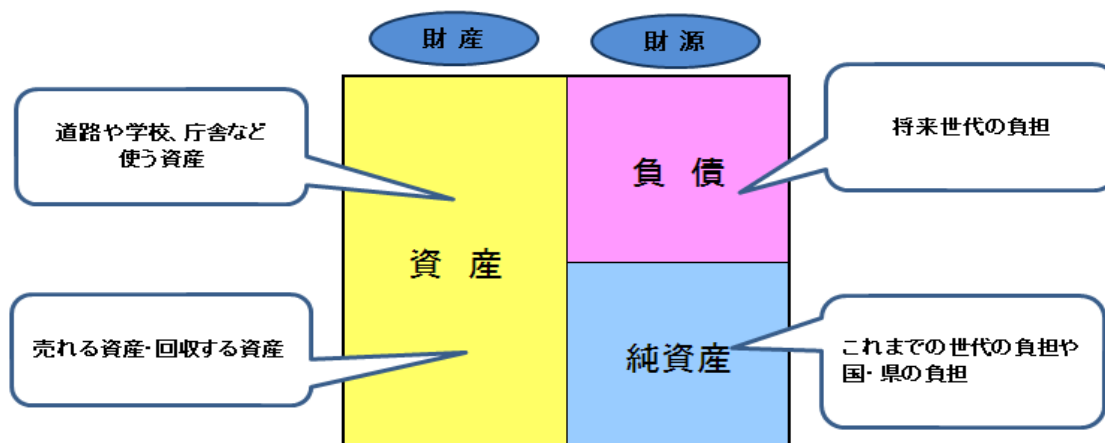 財産
財源
道路や学校、庁舎など
使う資産
将来世代の負担
負債
資産
売れる資産・回収する資産
純資産
これまでの世代の負担や
国・県の負担